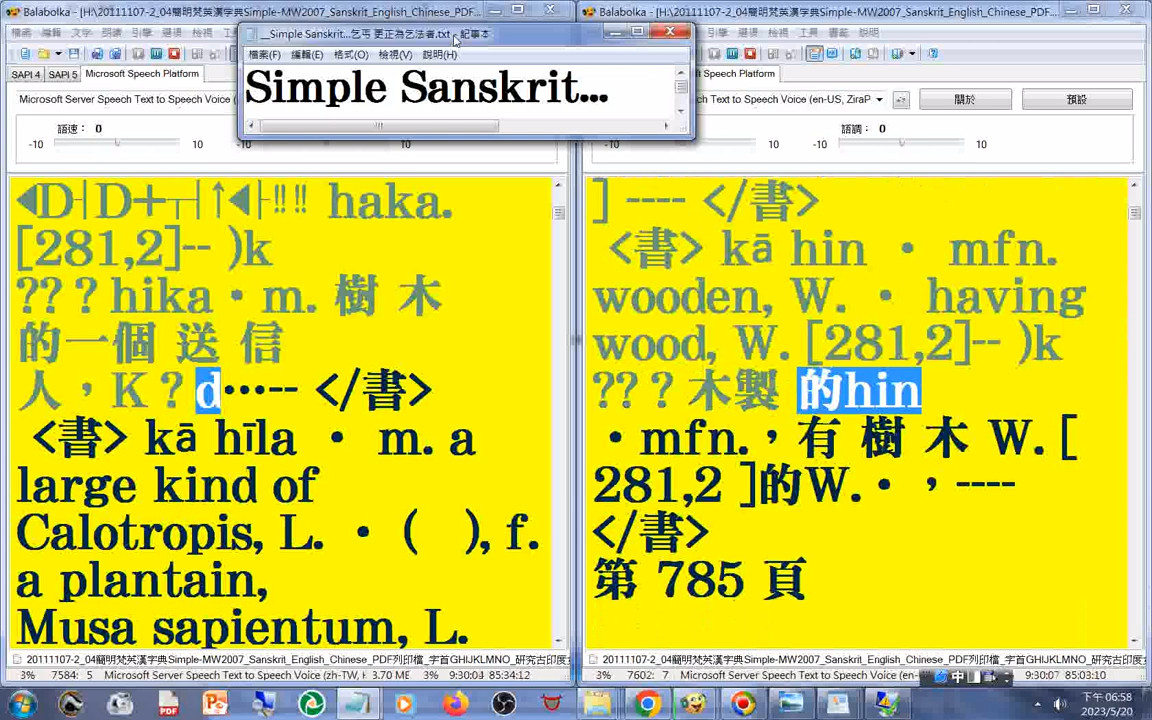 Balabolka - [H:\20111107-2_04簡明梵英漢字典Simple-MW2007_Sanskrit_English_Chinese_PDF...
Balabolka - [H:\20111107-2_04簡明梵英漢字典Simple-MW2007_Sanskrit_English_Chinese_PDF...
__Simple Sanskrit...乞丐 更正為乞法者.txt - 記事本
檔案(F) 編輯(E) 格式(O) 檢視(V) 說明(H)
Simple Sanskrit...
SAPI 4 SAPI 5 Microsoft Speech Platform
Speech Platform
Microsoft Server Speech Text to Speech Voice
ch Text to Speech Voice (en-US, ZiraP
關於
預設
語速： 0
-10 10
10
語調： 0
-10 10
◀D┤D┼┬┤↑◀├‼‼ haka.
[281,2]-- )k
?? ? hika • m. 樹 木
的一個 送 信
人，K ? d…-- </書>
<書> kā hīla • m. a
large kind of
Calotropis, L. • ( ), f.
a plantain,
Musa sapientum, L.
] ---- </書>
<書> kā hin • mfn.
wooden, W. • having
wood, W. [281,2]-- )k
?? ? 木製 的hin
•mfn.，有 樹 木 W. [
281,2 ]的W.•，----
</書>
第 785 頁
20111107-2_04簡明梵英漢字典Simple-MW2007_Sanskrit_English_Chinese_PDF列印檔_字首GHIJKLMNO_研究古印度
20111107-2_04簡明梵英漢字典Simple-MW2007_Sanskrit_English_Chinese_PDF列印檔_字首GHIJKLMNO_研究古印度
3% 7584: 5 Microsoft Server Speech Text to Speech Voice (zh-TW, H 3.70 ME 3% 9:30:04 85:34:12
3% 7602: 7 Microsoft Server Speech Text to Speech Voice
9:30:07 85:03:10
中
下午 06:58
2023/5/20